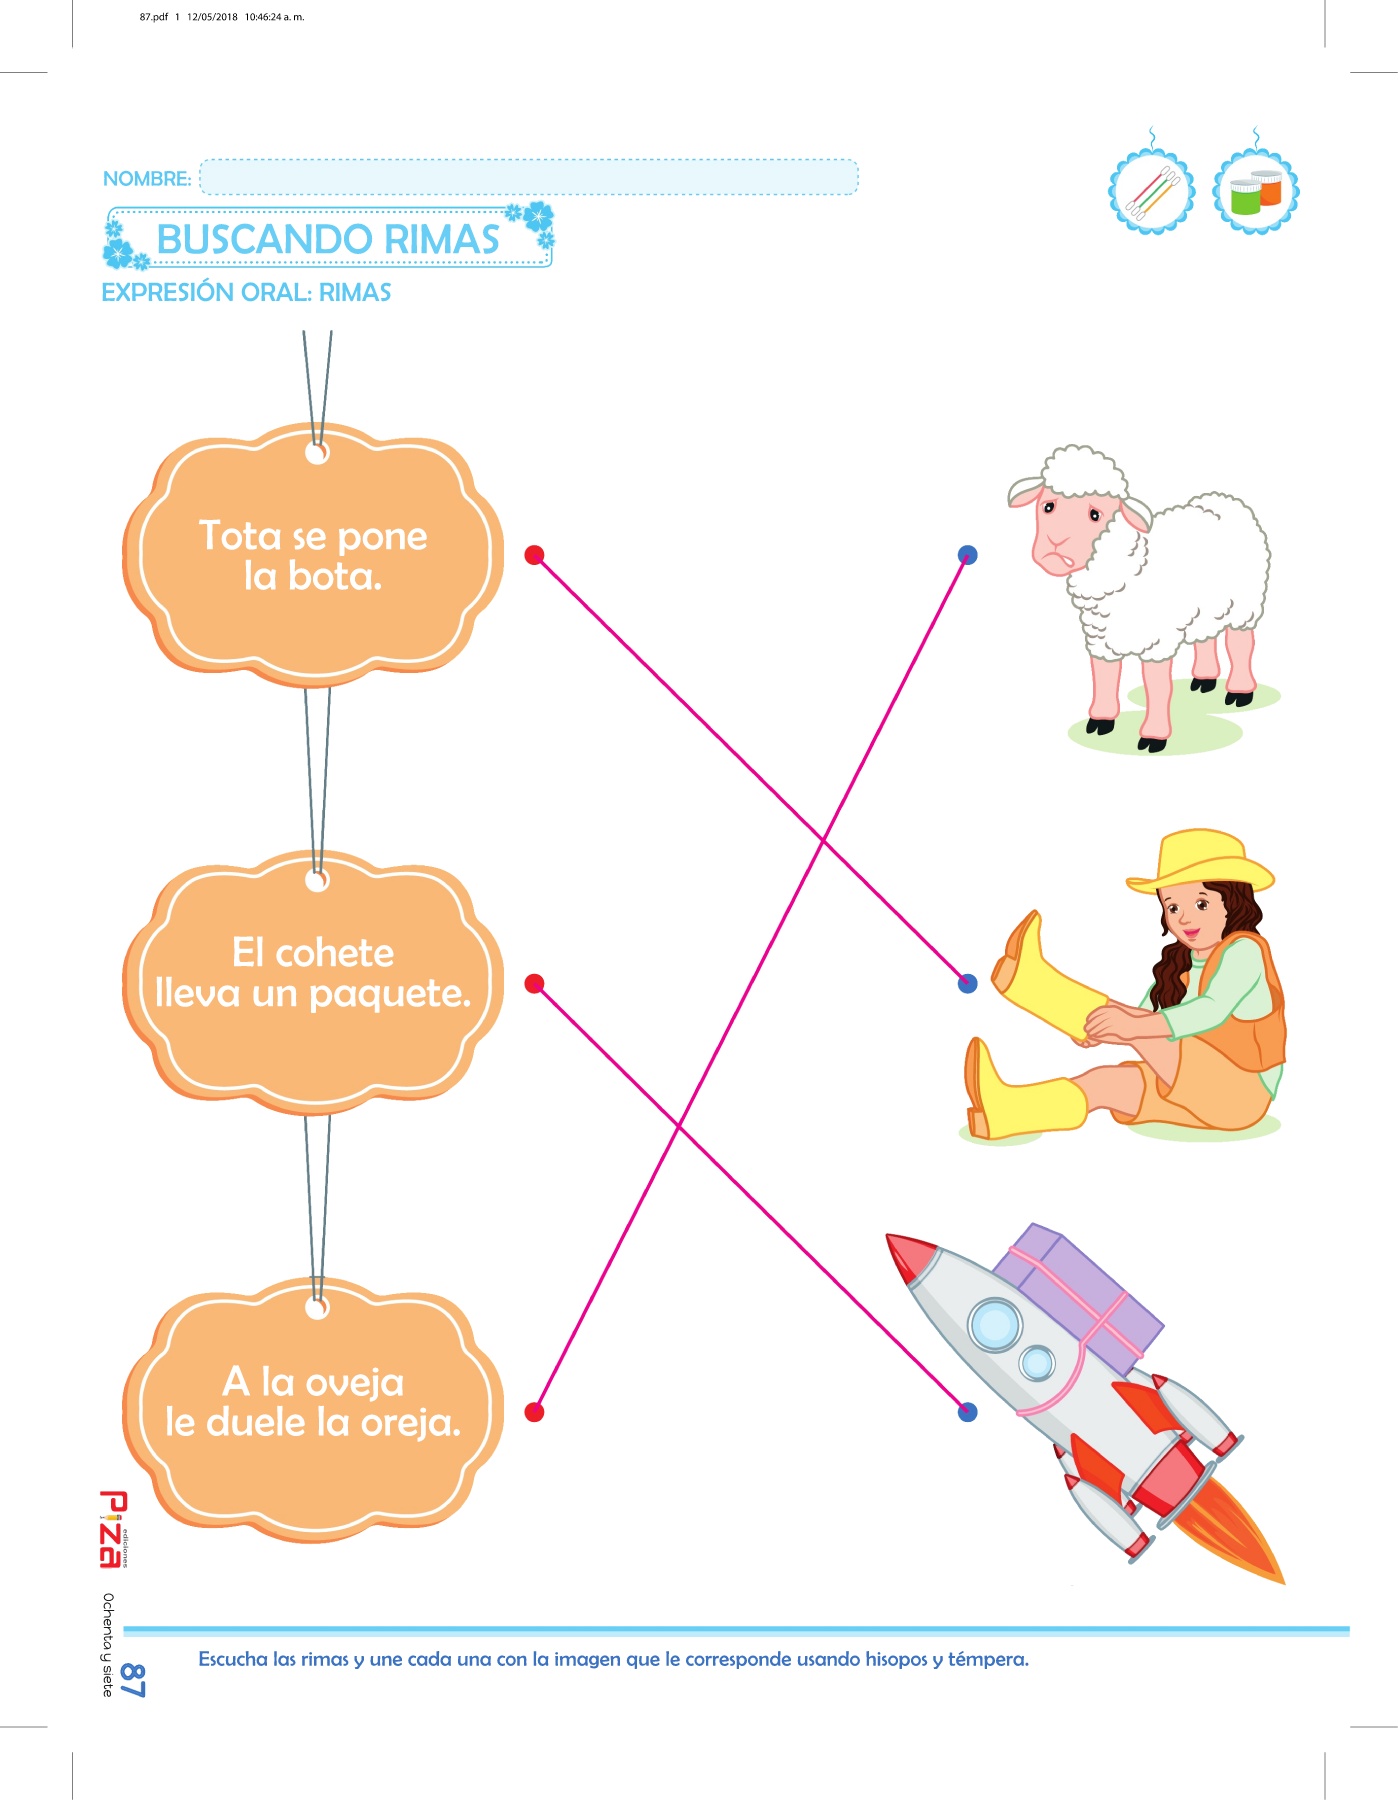 87.pdf 1 12/05/2018 10:46:24 a. m.
NOMBRE:
BUSCANDO RIMAS
EXPRESIÓN ORAL: RIMAS
Tota se pone
la bota.
El cohete
lleva un paquete.
A la oveja
le duele la oreja.
Piza
ediciones
Ochenta y siete
87
Escucha las rimas y une cada una con la imagen que le corresponde usando hisopos y témpera.